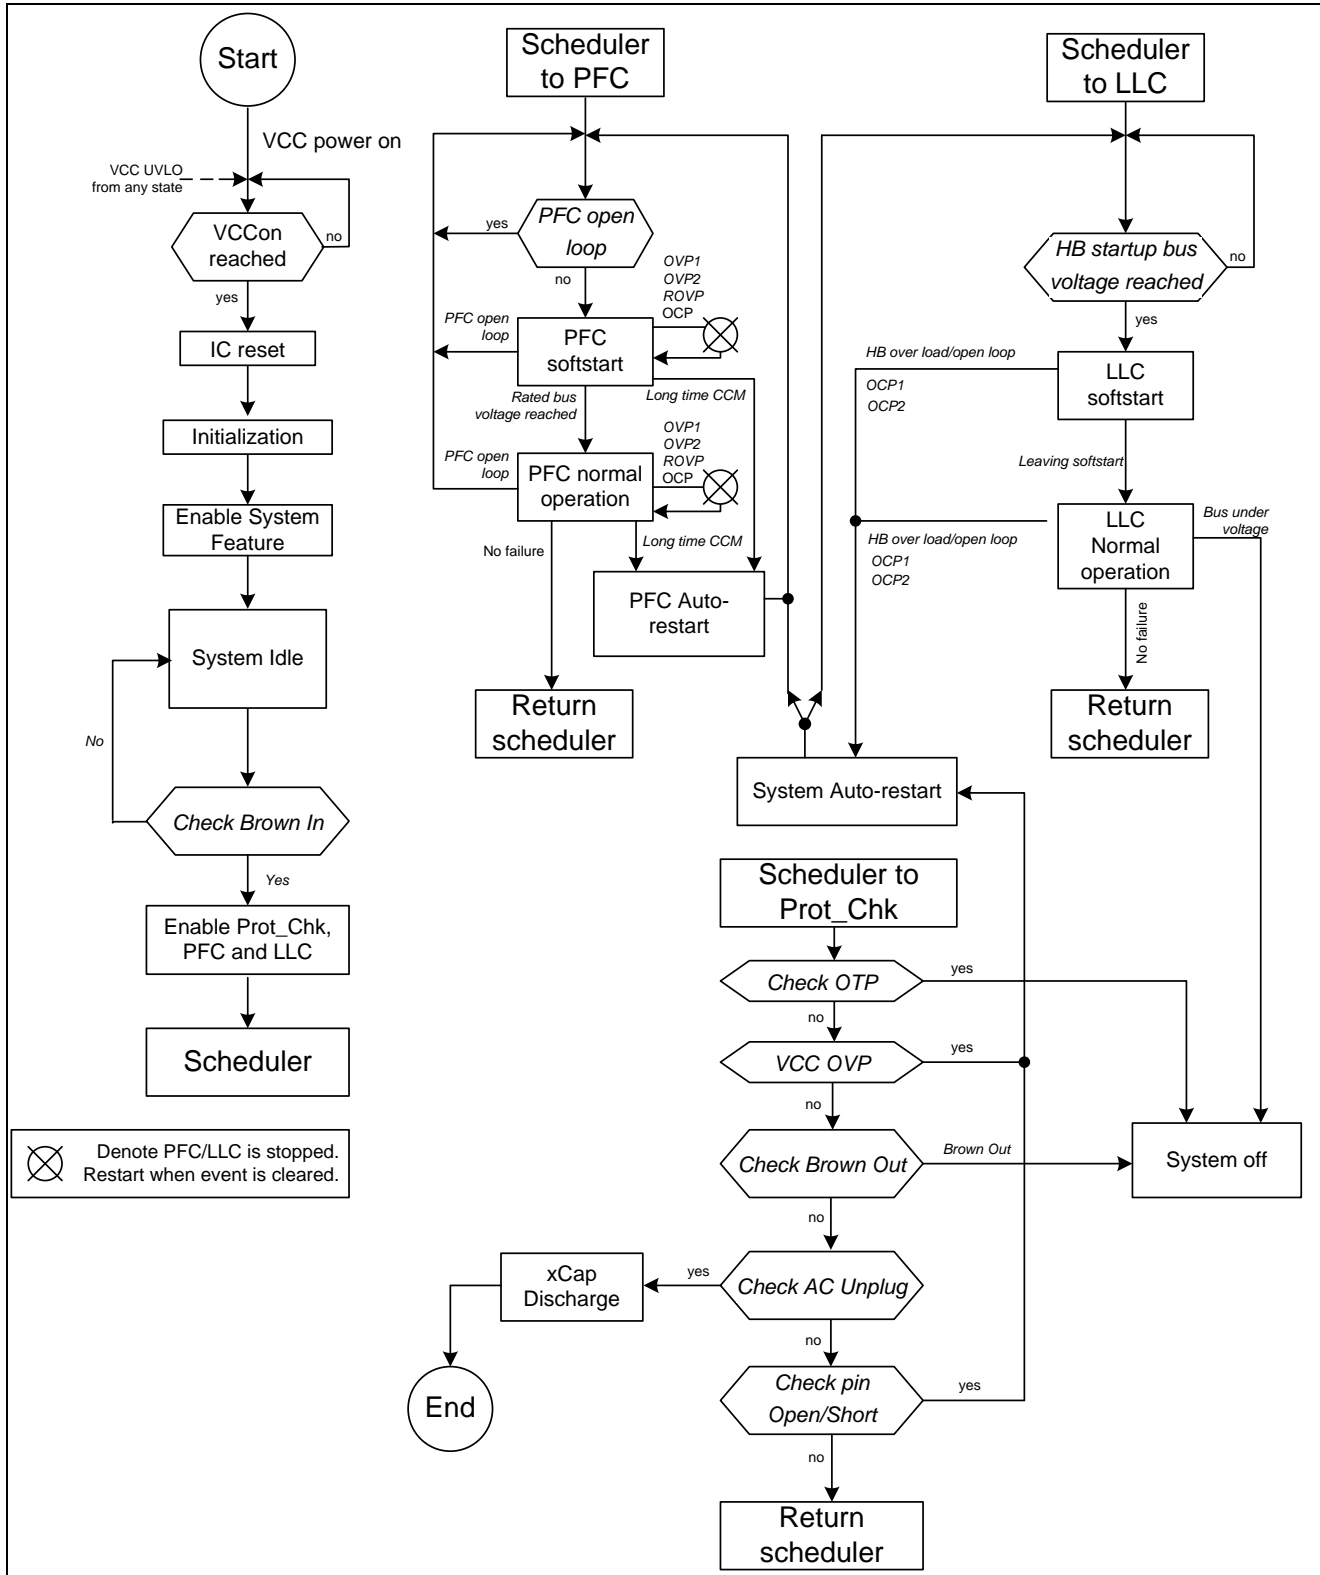 Start
VCC power on
VCC UVLO
from any state
VCCon
reached
no
yes
IC reset
Initialization
Enable System
Feature
System Idle
No
Check Brown In
Yes
Enable Prot_Chk,
PFC and LLC
Scheduler
Denote PFC/LLC is stopped.
Restart when event is cleared.
Scheduler
to PFC
yes
PFC open
loop
no
OVP1
OVP2
ROVP
OCP
PFC open
loop
PFC
softstart
Rated bus
voltage reached
Long time CCM
OVP1
OVP2
ROVP
OCP
PFC open
loop
PFC normal
operation
No failure
Long time CCM
PFC Auto-
restart
Return
scheduler
Scheduler
to LLC
HB startup bus
voltage reached
no
yes
HB over load/open loop
OCP1
OCP2
LLC
softstart
Leaving softstart
HB over load/open loop
OCP1
OCP2
LLC
Normal
operation
Bus under
voltage
No failure
Return
scheduler
System Auto-restart
Scheduler to
Prot_Chk
Check OTP
yes
no
VCC OVP
yes
no
Check Brown Out
Brown Out
System off
no
Check AC Unplug
yes
xCap
Discharge
End
no
Check pin
Open/Short
yes
no
Return
scheduler